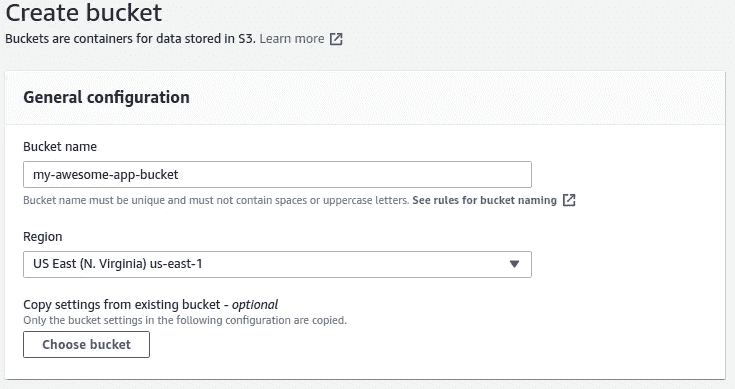 Create bucket
Buckets are containers for data stored in S3. Learn more
General configuration
Bucket name
my-awesome-app-bucket
Bucket name must be unique and must not contain spaces or uppercase letters. See rules for bucket naming
Region
US East (N. Virginia) us-east-1
Copy settings from existing bucket - optional
Only the bucket settings in the following configuration are copied.
Choose bucket